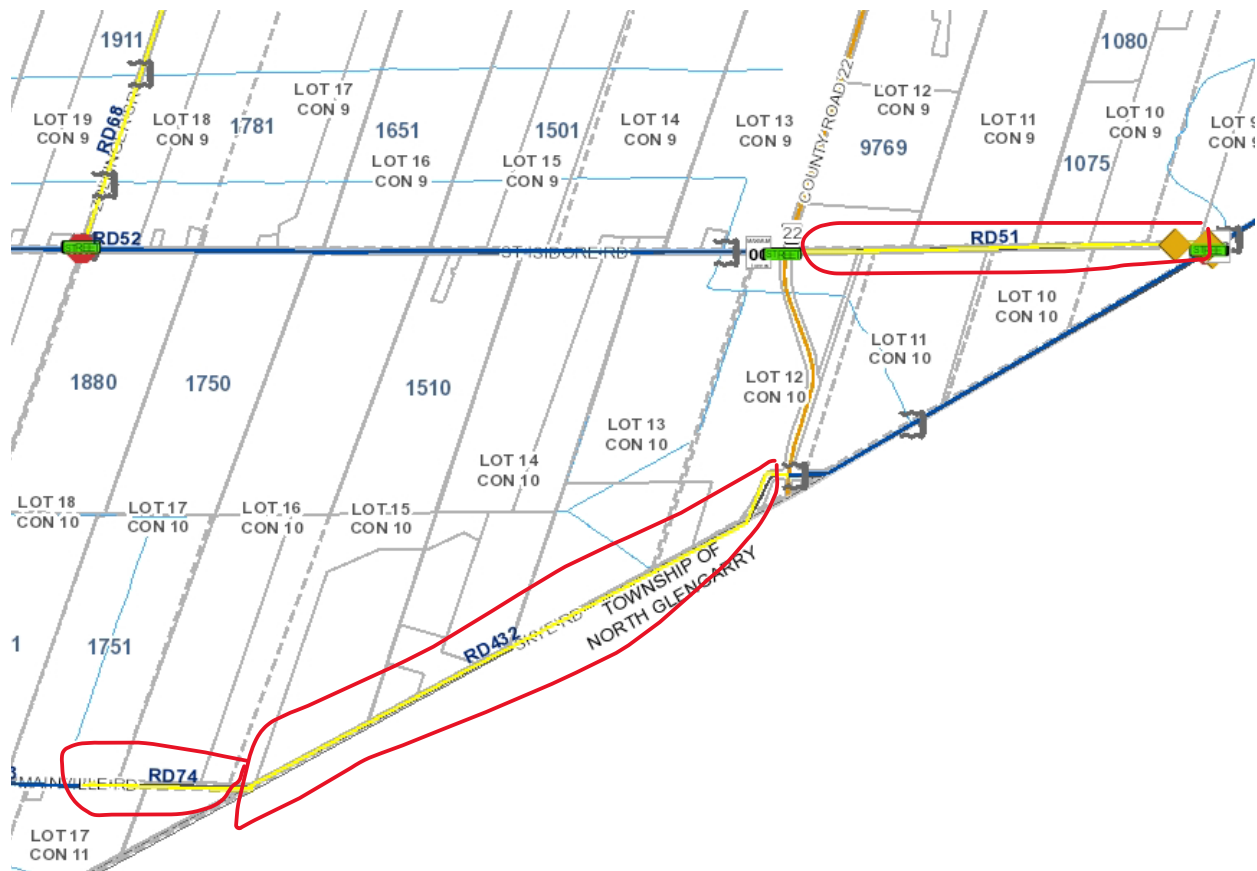 1911
1080
LOT 17
CON 9
LOT 12
CON 9
LOT 19
CON 9
RD68
LOT 18
CON 9
1781
1651
1501
LOT 14
CON 9
LOT 13
CON 9
COUNTY ROAD 22
9769
LOT 11
CON 9
LOT 10
CON 9
LOT 9
CON 9
LOT 16
CON 9
LOT 15
CON 9
1075
STREET
RD52
ST ISIDORE RD
22
STREET
RD51
LOT 10
CON 10
LOT 11
CON 10
1880
1750
1510
LOT 12
CON 10
LOT 13
CON 10
LOT 14
CON 10
LOT 18
CON 10
LOT 17
CON 10
LOT 16
CON 10
LOT 15
CON 10
TOWNSHIP OF
NORTH GLENGARRY
SKYE RD
RD432
1
1751
MAINVILLE RD
RD74
LOT 17
CON 11